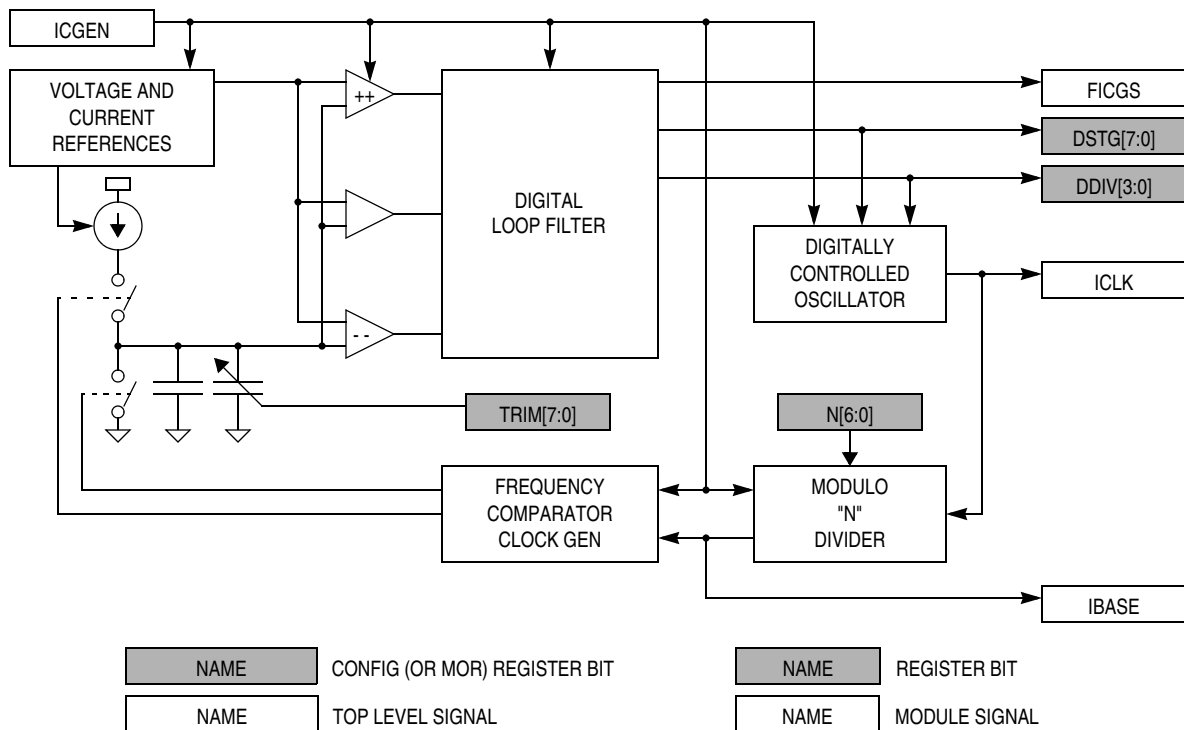 ICGEN
VOLTAGE AND
CURRENT
REFERENCES
++
- -
DIGITAL
LOOP FILTER
FICGS
DSTG[7:0]
DDIV[3:0]
DIGITALLY
CONTROLLED
OSCILLATOR
ICLK
TRIM[7:0]
N[6:0]
FREQUENCY
COMPARATOR
CLOCK GEN
MODULO
"N"
DIVIDER
IBASE
NAME CONFIG (OR MOR) REGISTER BIT
NAME REGISTER BIT
NAME TOP LEVEL SIGNAL
NAME MODULE SIGNAL